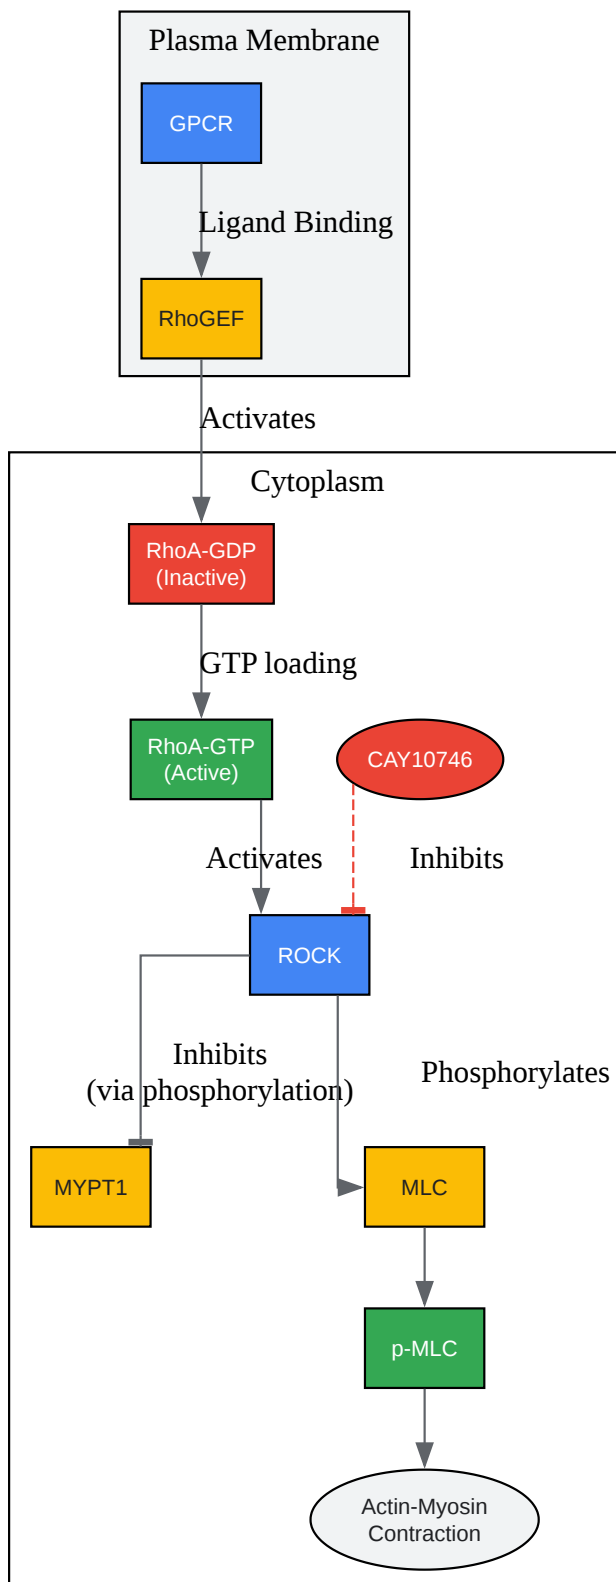 Plasma Membrane
GPCR
Ligand Binding
RhoGEF
Activates
Cytoplasm
RhoA-GDP
(Inactive)
GTP loading
RhoA-GTP
(Active)
CAY10746
Activates
Inhibits
ROCK
Inhibits
(via phosphorylation)
Phosphorylates
MYPT1
MLC
p-MLC
Actin-Myosin
Contraction